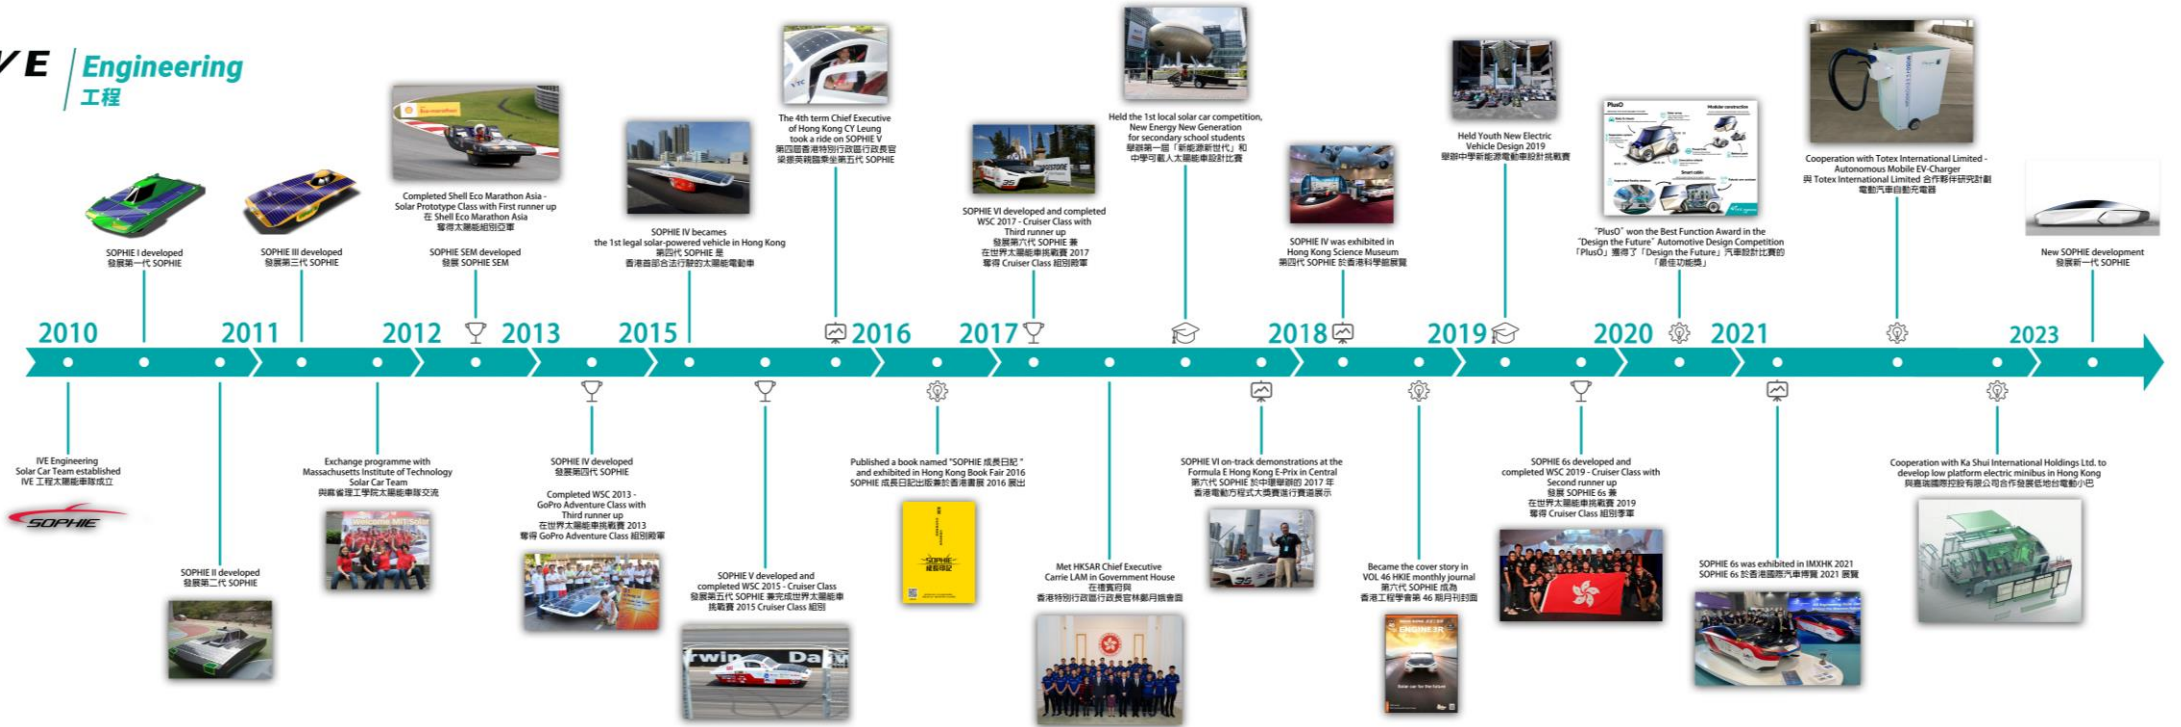 VE
Engineering
工程
The 4th term Chief Executive
of Hong Kong CY Leung
took a ride on SOPHIE V
第四屆香港特別行政區行政長官
梁振英親臨乘坐第五代 SOPHIE
Held the 1st local solar car competition,
New Energy New Generation
for secondary school students
舉辦第一屆「新能源新世代」和
中學可載人太陽能車設計比賽
Held Youth New Electric
Vehicle Design 2019
舉辦中學新能源電動車設計挑戰賽
Cooperation with Totex International Limited -
Autonomous Mobile EV-Charger
與 Totex International Limited 合作夥伴研究計劃
電動汽車自動充電器
Completed Shell Eco Marathon Asia -
Solar Prototype Class with First runner up
在 Shell Eco Marathon Asia
奪得太陽能組別亞軍
SOPHIE I developed
發展第一代 SOPHIE
SOPHIE III developed
發展第三代 SOPHIE
SOPHIE SEM developed
發展 SOPHIE SEM
SOPHIE IV becames
the 1st legal solar-powered vehicle in Hong Kong
第四代 SOPHIE 是
香港首部合法行駛的太陽能電動車
SOPHIE VI developed and completed
WSC 2017 - Cruiser Class with
Third runner up
發展第六代 SOPHIE 兼
在世界太陽能車挑戰賽 2017
奪得 Cruiser Class 組別殿軍
SOPHIE IV was exhibited in
Hong Kong Science Museum
第四代 SOPHIE 於香港科學館展覽
PlusO
Modular construction
Smart cabin
"PlusO" won the Best Function Award in the
"Design the Future" Automotive Design Competition
「PlusO」獲得了「Design the Future」汽車設計比賽的
「最佳功能獎」
New SOPHIE development
發展新一代 SOPHIE
2010
2011
2012
2013
2015
2016
2017
2018
2019
2020
2021
2023
IVE Engineering
Solar Car Team established
IVE 工程太陽能車隊成立
SOPHIE
SOPHIE II developed
發展第二代 SOPHIE
Exchange programme with
Massachusetts Institute of Technology
Solar Car Team
與麻省理工學院太陽能車隊交流
Welcome MIT Solar
SOPHIE IV developed
發展第四代 SOPHIE
Completed WSC 2013 -
GoPro Adventure Class with
Third runner up
在世界太陽能車挑戰賽 2013
奪得 GoPro Adventure Class 組別殿軍
SOPHIE V developed and
completed WSC 2015 - Cruiser Class
發展第五代 SOPHIE 兼完成世界太陽能車
挑戰賽 2015 Cruiser Class 組別
Published a book named "SOPHIE 成長日記 "
and exhibited in Hong Kong Book Fair 2016
SOPHIE 成長日記出版兼於香港書展 2016 展出
SOPHIE
Met HKSAR Chief Executive
Carrie LAM in Government House
在禮賓府與
香港特別行政區行政長官林鄭月娥會面
SOPHIE VI on-track demonstrations at the
Formula E Hong Kong E-Prix in Central
第六代 SOPHIE 於中環舉辦的 2017 年
香港電動方程式大獎賽進行賽道展示
Became the cover story in
VOL 46 HKIE monthly journal
第六代 SOPHIE 成為
香港工程學會第 46 期月刊封面
Solar car for the future
SOPHIE 6s developed and
completed WSC 2019 - Cruiser Class with
Second runner up
發展 SOPHIE 6s 兼
在世界太陽能車挑戰賽 2019
奪得 Cruiser Class 組別季軍
SOPHIE 6s was exhibited in IMXHK 2021
SOPHIE 6s 於香港國際汽車博覽 2021 展覽
Cooperation with Ka Shui International Holdings Ltd. to
develop low platform electric minibus in Hong Kong
與嘉瑞國際控股有限公司合作發展低地台電動小巴